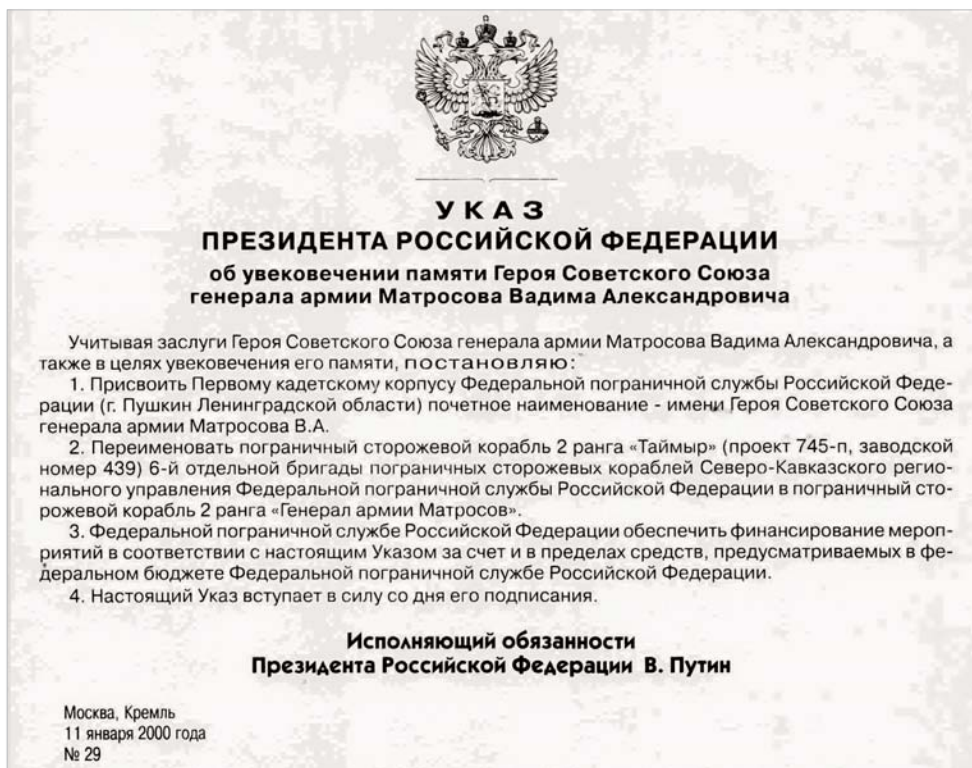 УКАЗ
ПРЕЗИДЕНТА РОССИЙСКОЙ ФЕДЕРАЦИИ
об увековечении памяти Героя Советского Союза
генерала армии Матросова Вадима Александровича
Учитывая заслуги Героя Советского Союза генерала армии Матросова Вадима Александровича, а
также в целях увековечения его памяти, постановляю:
1. Присвоить Первому кадетскому корпусу Федеральной пограничной службы Российской Феде-
рации (г. Пушкин Ленинградской области) почетное наименование - имени Героя Советского Союза
генерала армии Матросова В.А.
2. Переименовать пограничный сторожевой корабль 2 ранга «Таймыр» (проект 745-п, заводской
номер 439) 6-й отдельной бригады пограничных сторожевых кораблей Северо-Кавказского регио-
нального управления Федеральной пограничной службы Российской Федерации в пограничный сто-
рожевой корабль 2 ранга «Генерал армии Матросов».
3. Федеральной пограничной службе Российской Федерации обеспечить финансирование мероп-
риятий в соответствии с настоящим Указом за счет и в пределах средств, предусматриваемых в фе-
деральном бюджете Федеральной пограничной службе Российской Федерации.
4. Настоящий Указ вступает в силу со дня его подписания.
Исполняющий обязанности
Президента Российской Федерации В. Путин
Москва, Кремль
11 января 2000 года
№ 29